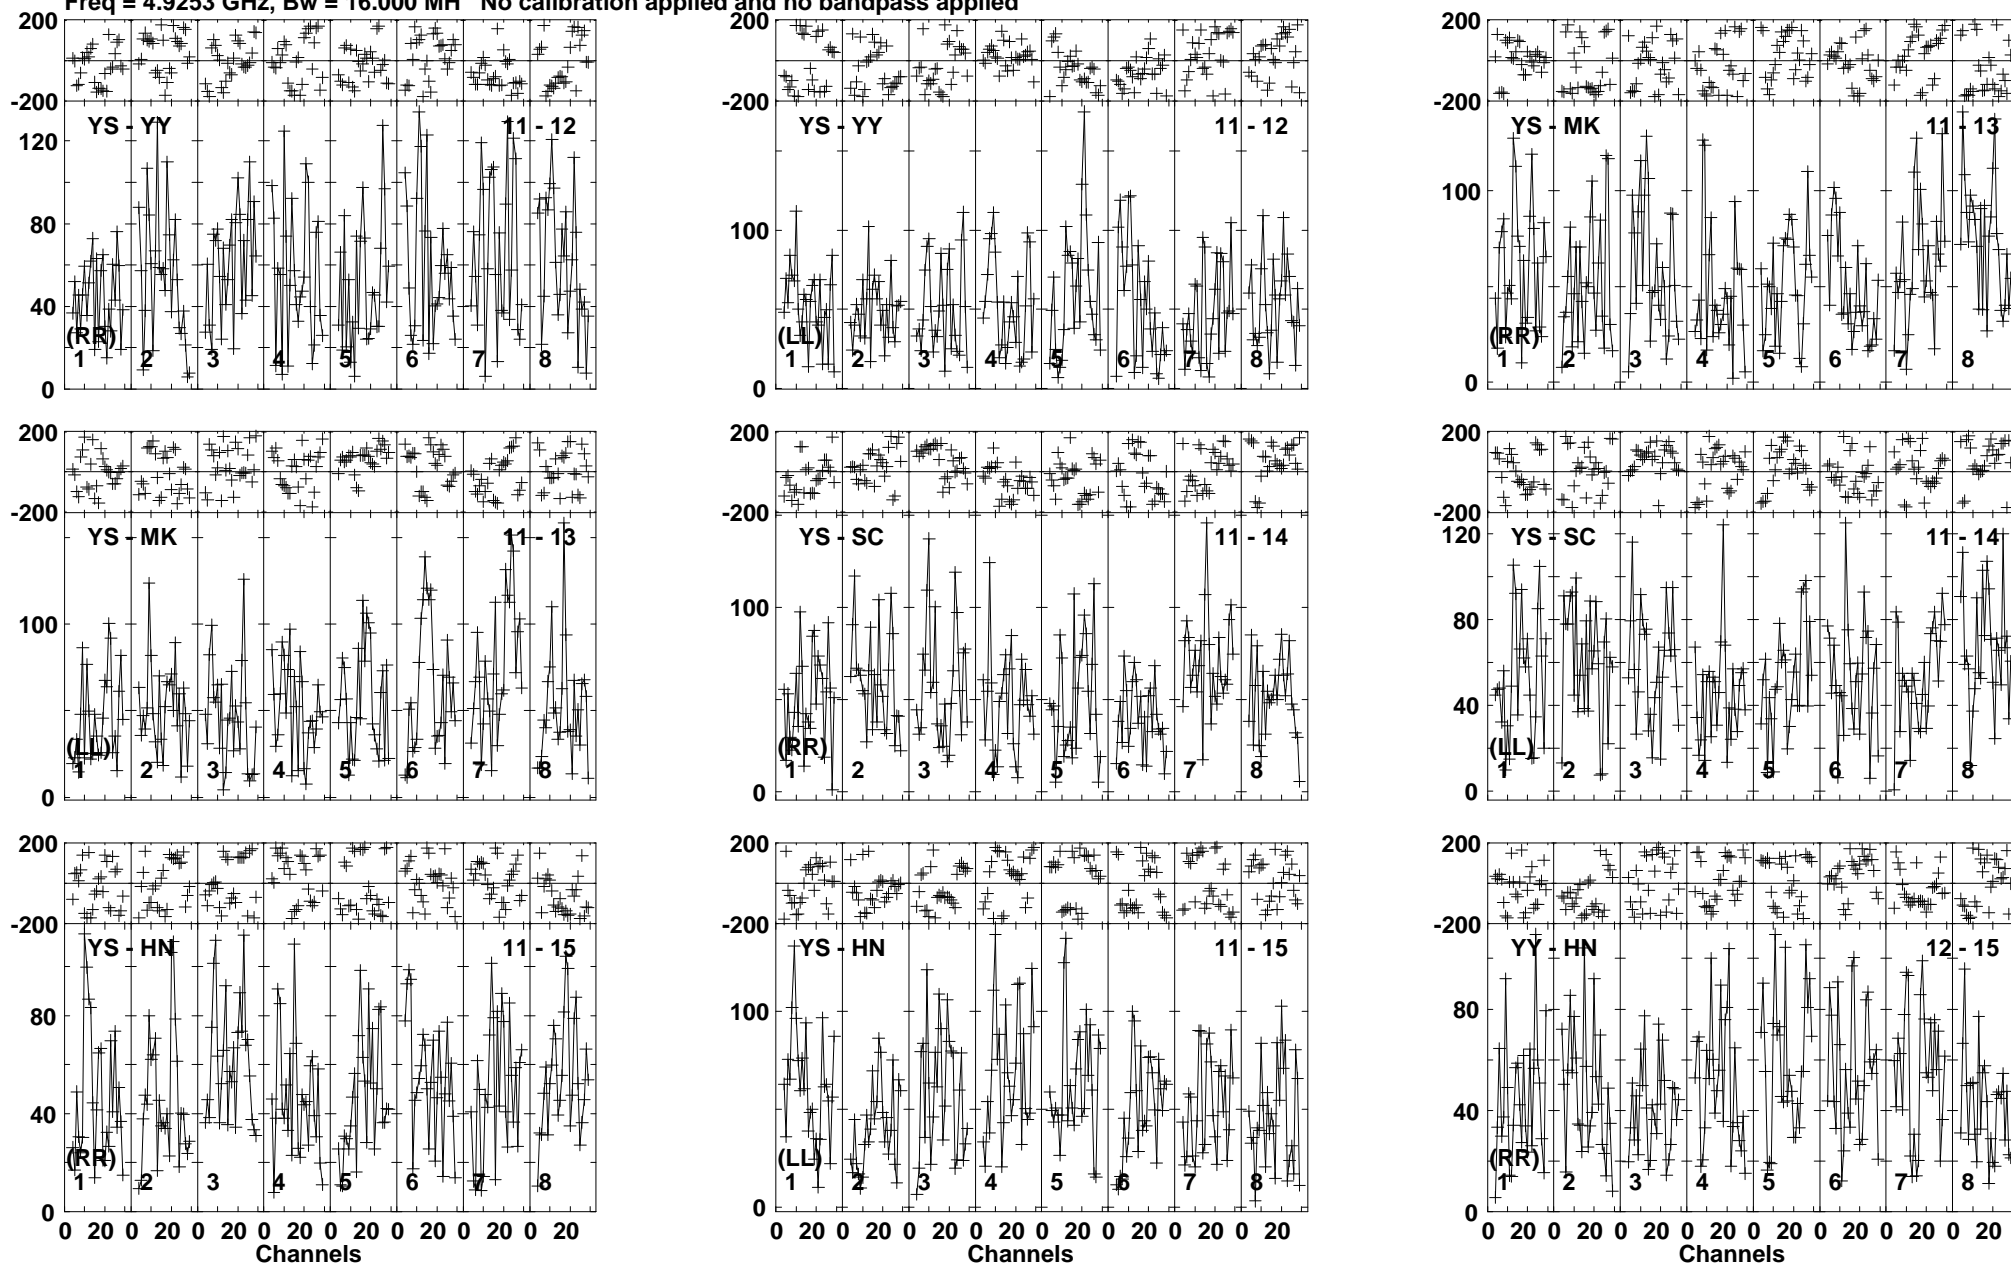 Freq = 4.9253 GHz, Bw = 16.000 MH No calibration applied and no bandpass applied
200 200 200
-200 -200 -200
YS - YY 11 - 12 YS - YY 11 - 12 YS - MK 11 - 13
120
100 100
80
40
(RR) (LL) (RR)
1 2 3 4 5 6 7 8 1 2 3 4 5 6 7 8 1 2 3 4 5 6 7 8
0 0 0
200 200 200
-200 -200 -200
YS - MK 11 - 13 YS - SC 11 - 14 YS - SC 11 - 14
120
100 100
80
40
(LL) (RR) (LL)
1 2 3 4 5 6 7 8 1 2 3 4 5 6 7 8 1 2 3 4 5 6 7 8
0 0 0
200 200 200
-200 -200 -200
YS - HN 11 - 15 YS - HN 11 - 15 YY - HN 12 - 15
80 100 80
40 40
(RR) (LL) (RR)
1 2 3 4 5 6 7 8 1 2 3 4 5 6 7 8 1 2 3 4 5 6 7 8
0 0 0
0 20 0 20 0 20 0 20 0 20 0 20 0 20 0 20 0 20 0 20 0 20 0 20 0 20 0 20 0 20 0 20 0 20 0 20 0 20 0 20 0 20 0 20 0 20 0 20
Channels Channels Channels